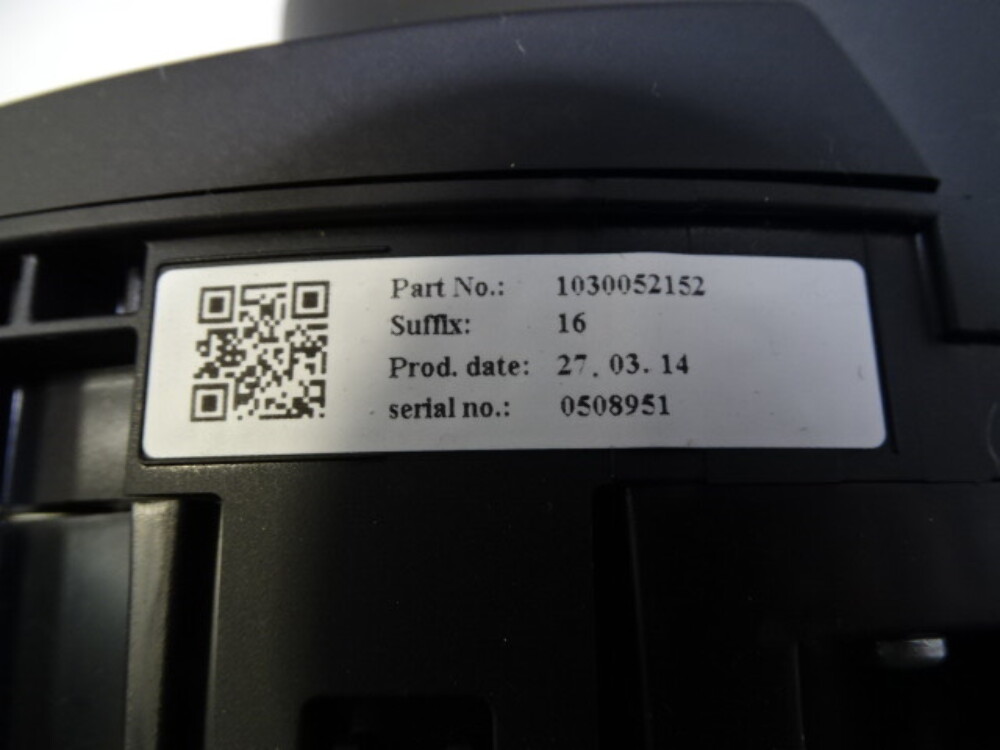 Part No.: 1030052152
Suffix: 16
Prod. date: 27. 03. 14
serial no.: 0508951